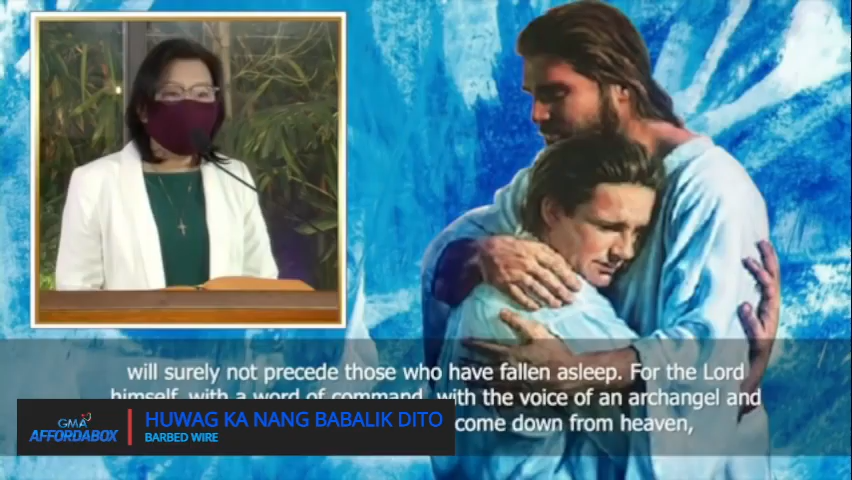 will surely not precede those who have fallen asleep. For the Lord
himself, with a word of command, with the voice of an archangel and
come down from heaven,
GMA
AFFORDABOX
HUWAG KA NANG BABALIK DITO
BARBED WIRE